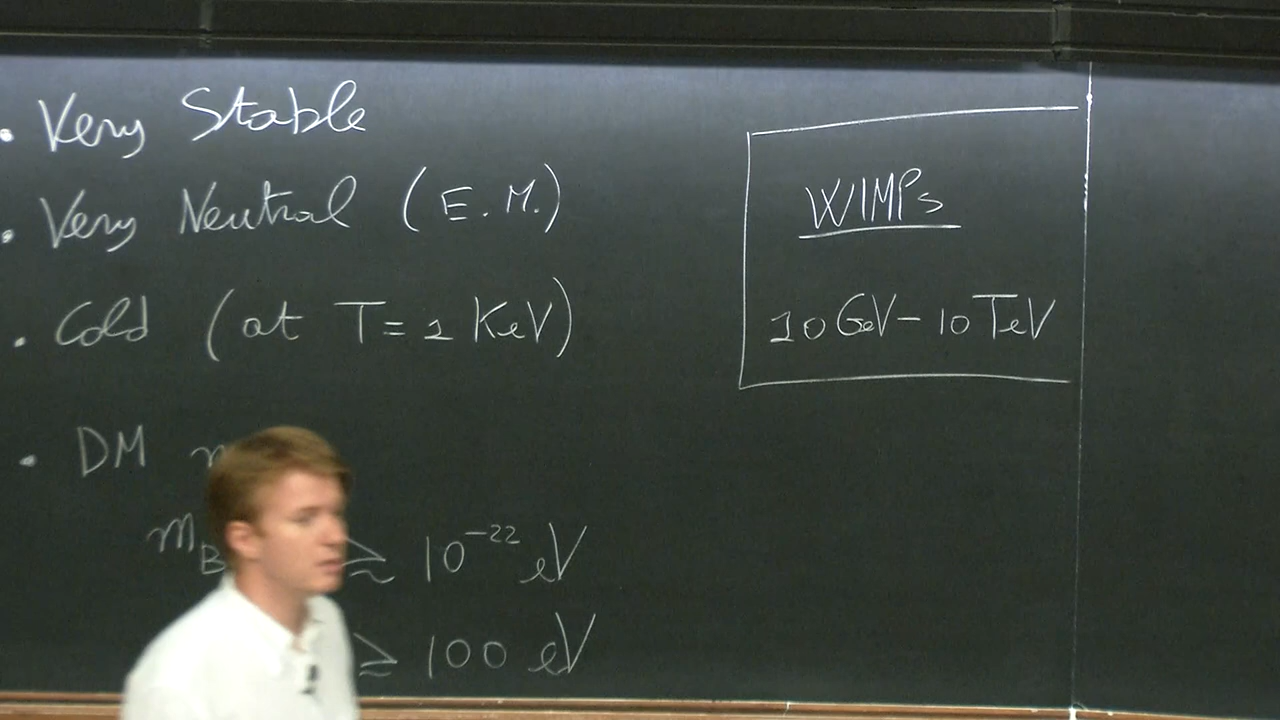 . Very Stable
. Very Neutral (E.M.)
. Cold (at T = 1 KeV)
. DM
m_B ≳ 10^-22 eV
≳ 100 eV
WIMPs
10 GeV - 10 TeV